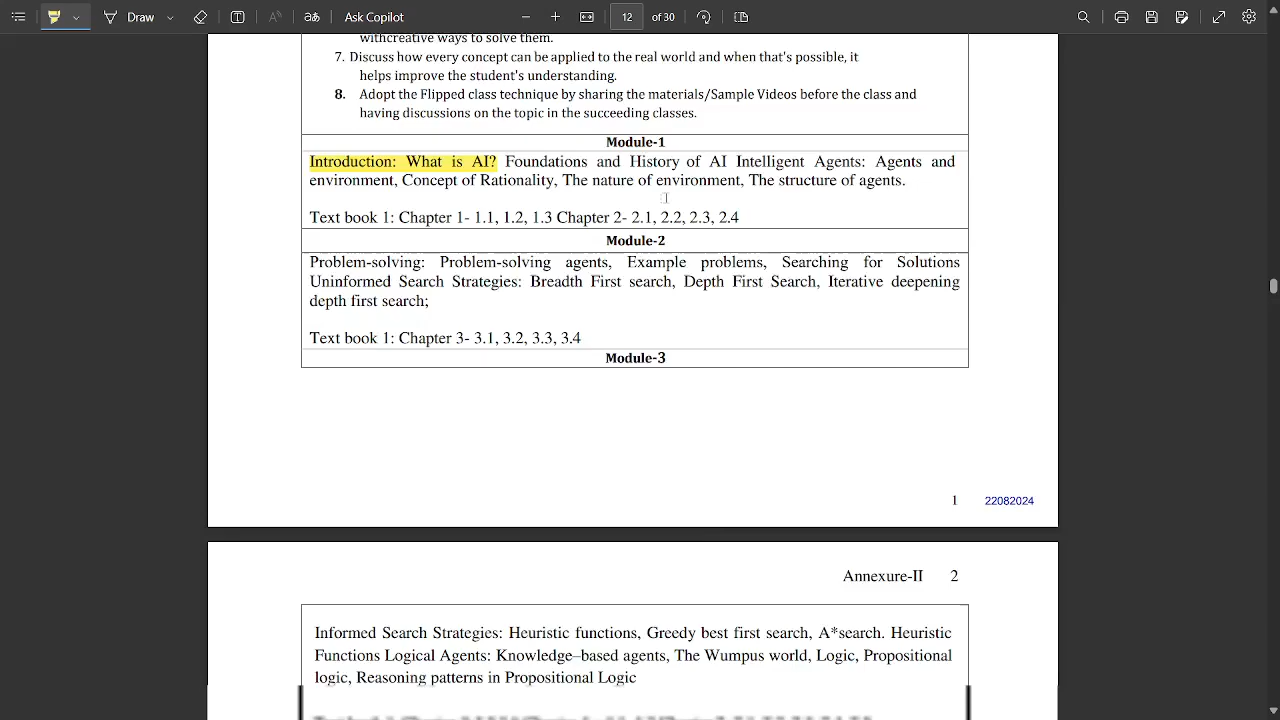 Draw
Ask Copilot
12 of 30
withcreative ways to solve them.
7. Discuss how every concept can be applied to the real world and when that's possible, it
helps improve the student's understanding.
8. Adopt the Flipped class technique by sharing the materials/Sample Videos before the class and
having discussions on the topic in the succeeding classes.
Module-1
Introduction: What is AI? Foundations and History of AI Intelligent Agents: Agents and
environment, Concept of Rationality, The nature of environment, The structure of agents.
Text book 1: Chapter 1- 1.1, 1.2, 1.3 Chapter 2- 2.1, 2.2, 2.3, 2.4
Module-2
Problem-solving: Problem-solving agents, Example problems, Searching for Solutions
Uninformed Search Strategies: Breadth First search, Depth First Search, Iterative deepening
depth first search;
Text book 1: Chapter 3- 3.1, 3.2, 3.3, 3.4
Module-3
1 22082024
Annexure-II 2
Informed Search Strategies: Heuristic functions, Greedy best first search, A*search. Heuristic
Functions Logical Agents: Knowledge–based agents, The Wumpus world, Logic, Propositional
logic, Reasoning patterns in Propositional Logic